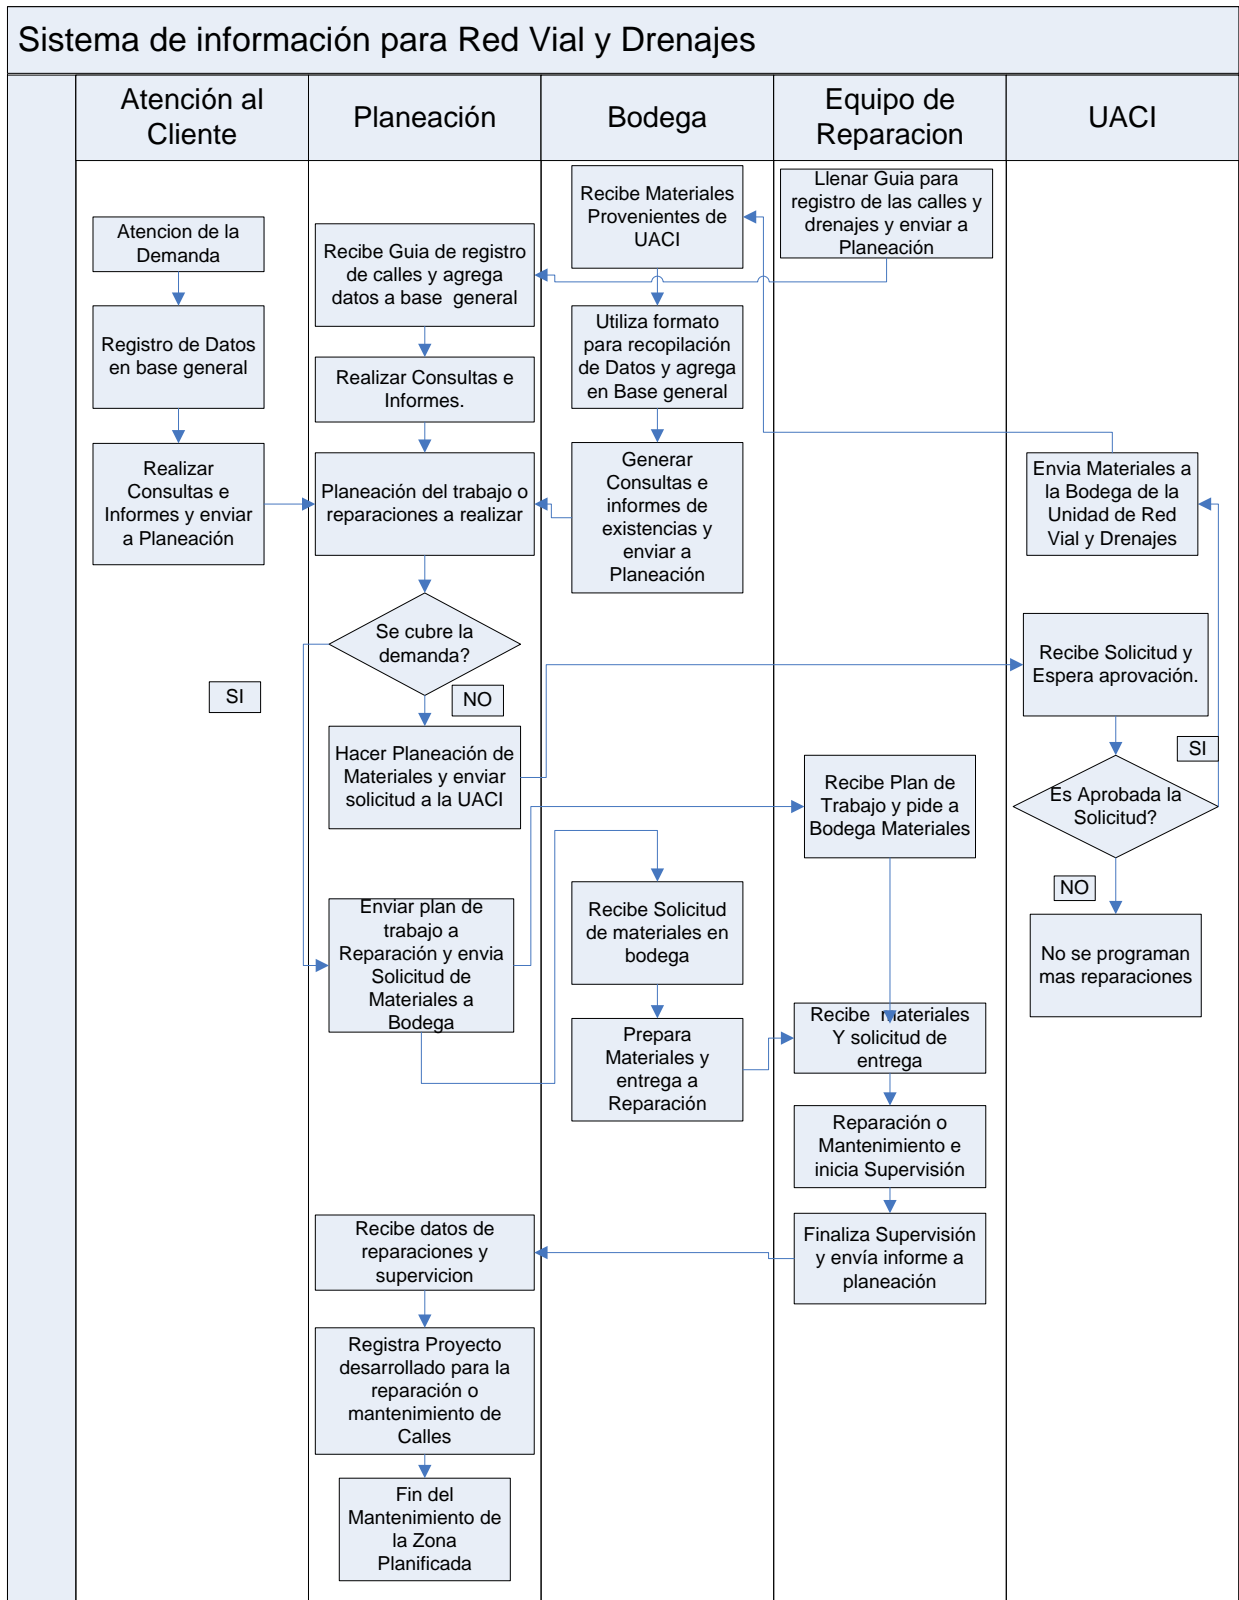 Sistema de información para Red Vial y Drenajes
Atención al
Cliente
Planeación
Bodega
Equipo de
Reparacion
UACI
Atencion de la
Demanda
Registro de Datos
en base general
Realizar
Consultas e
Informes y enviar
a Planeación
SI
Recibe Guia de registro
de calles y agrega
datos a base general
Realizar Consultas e
Informes.
Planeación del trabajo o
reparaciones a realizar
Se cubre la
demanda?
NO
Hacer Planeación de
Materiales y enviar
solicitud a la UACI
Enviar plan de
trabajo a
Reparación y envia
Solicitud de
Materiales a
Bodega
Recibe datos de
reparaciones y
supervicion
Registra Proyecto
desarrollado para la
reparación o
mantenimiento de
Calles
Fin del
Mantenimiento de
la Zona
Planificada
Recibe Materiales
Provenientes de
UACI
Utiliza formato
para recopilación
de Datos y agrega
en Base general
Generar
Consultas e
informes de
existencias y
enviar a
Planeación
Recibe Solicitud
de materiales en
bodega
Prepara
Materiales y
entrega a
Reparación
Llenar Guia para
registro de las calles y
drenajes y enviar a
Planeación
Recibe Plan de
Trabajo y pide a
Bodega Materiales
Recibe materiales
Y solicitud de
entrega
Reparación o
Mantenimiento e
inicia Supervisión
Finaliza Supervisión
y envía informe a
planeación
Envia Materiales a
la Bodega de la
Unidad de Red
Vial y Drenajes
Recibe Solicitud y
Espera aprovación.
SI
Es Aprobada la
Solicitud?
NO
No se programan
mas reparaciones